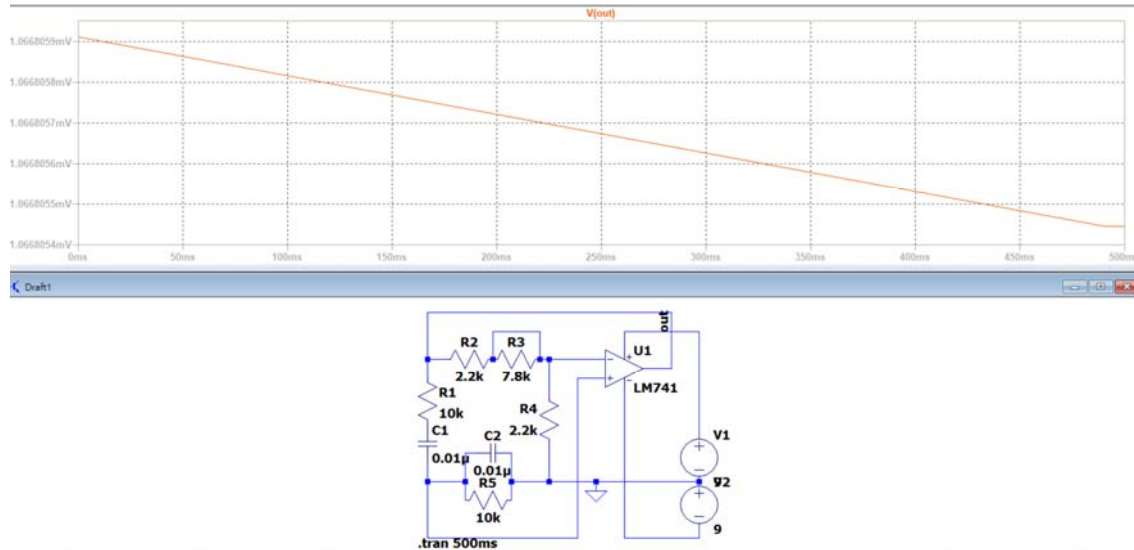 V(out)
1.0668059mV
1.0668058mV
1.0668057mV
1.0668056mV
1.0668055mV
1.0668054mV
0ms 50ms 100ms 150ms 200ms 250ms 300ms 350ms 400ms 450ms 500ms
Draft1
out
R2 R3 U1
2.2k 7.8k
LM741
R1
10k
R4
2.2k
C1
0.01µ
C2
0.01µ
V1
R5
10k
V2
9
.tran 500ms